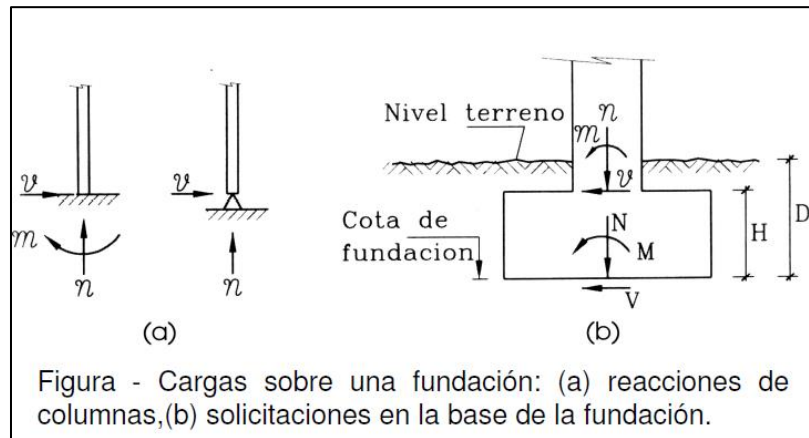 Nivel terreno
n
m
v
v
v
D
Cota de
fundacion
N
H
M
m
n
n
V
(a)
(b)
Figura - Cargas sobre una fundación: (a) reacciones de
columnas,(b) solicitaciones en la base de la fundación.